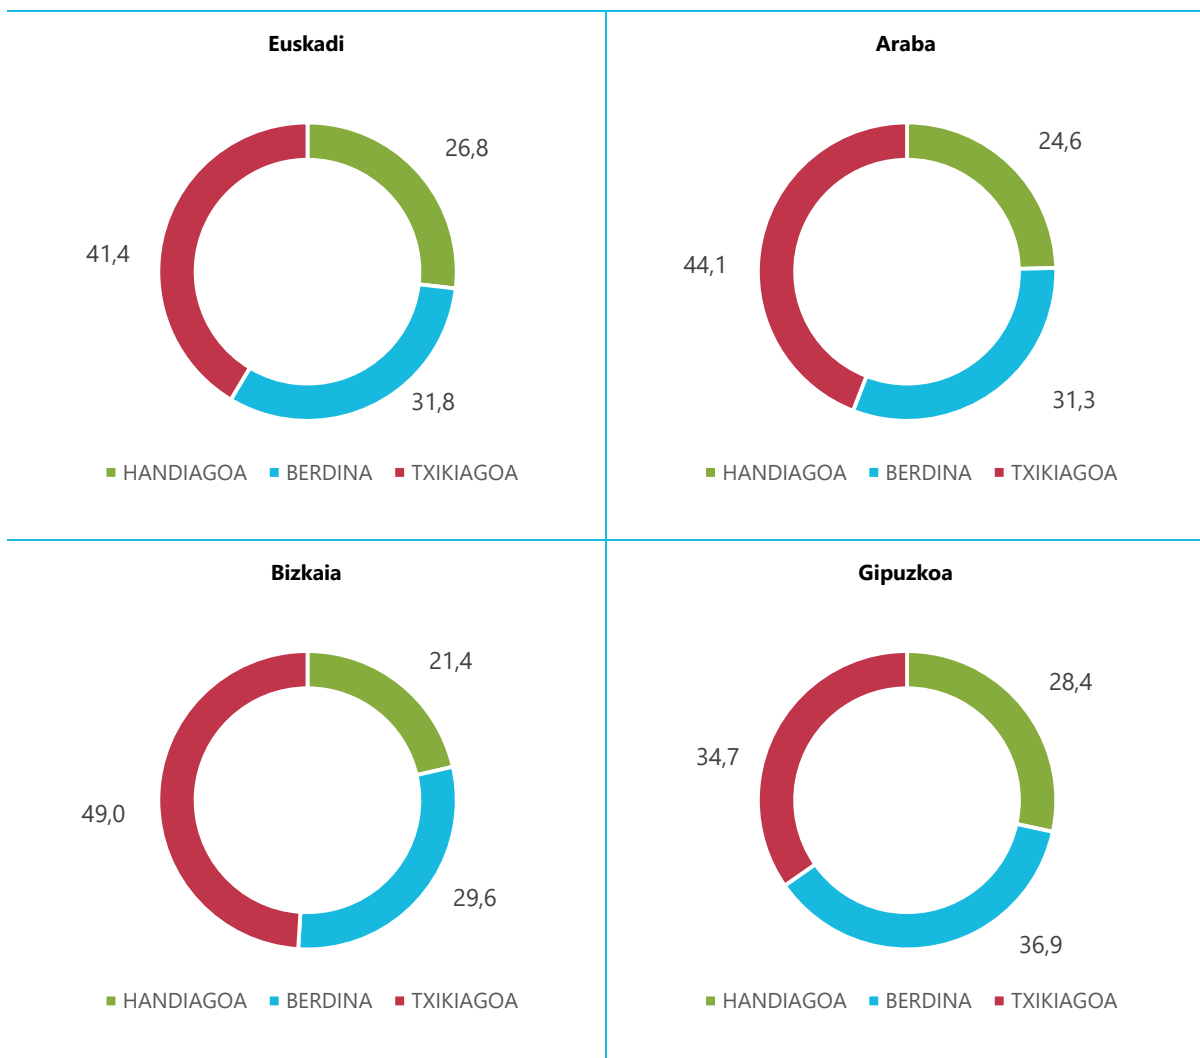 Euskadi
26,8
41,4
31,8
HANDIAGOA BERDINA TXIKIAGOA
Araba
24,6
44,1
31,3
HANDIAGOA BERDINA TXIKIAGOA
Bizkaia
21,4
49,0
29,6
HANDIAGOA BERDINA TXIKIAGOA
Gipuzkoa
28,4
34,7
36,9
HANDIAGOA BERDINA TXIKIAGOA